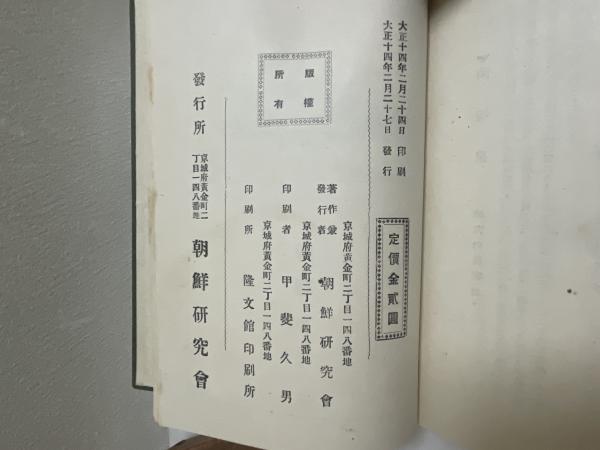 大正十四年二月二十四日 印刷
大正十四年二月二十七日 發行
定價金貳圓
版權
所有
京城府黃金町二丁目一四八番地
著作兼
發行者 朝鮮研究會
京城府黃金町二丁目一四八番地
印刷者 甲斐久男
京城府黃金町二丁目一四八番地
印刷所 隆文館印刷所
發行所 京城府黃金町二
丁目一四八番地 朝鮮研究會